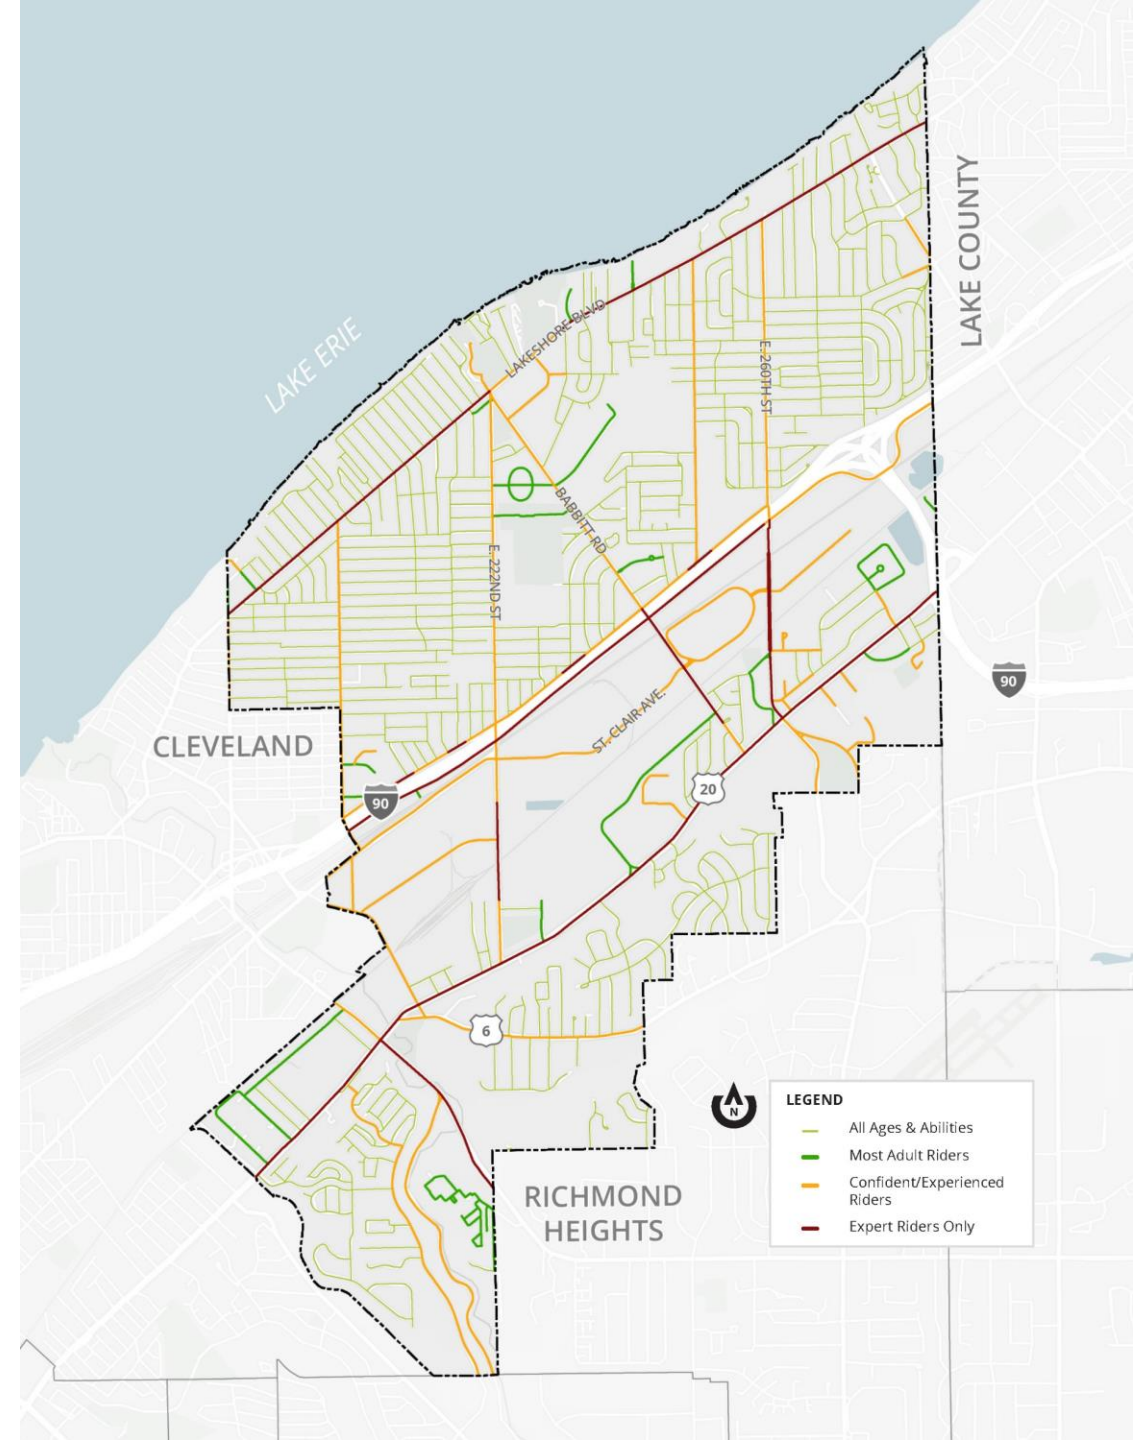 LAKE COUNTY
LAKE ERIE
LAKESHORE BLVD
E. 260TH ST
BABBITT RD
E. 222ND ST
90
ST. CLAIR AVE.
CLEVELAND
20
90
6
N
LEGEND
All Ages & Abilities
Most Adult Riders
Confident/Experienced
Riders
Expert Riders Only
RICHMOND
HEIGHTS